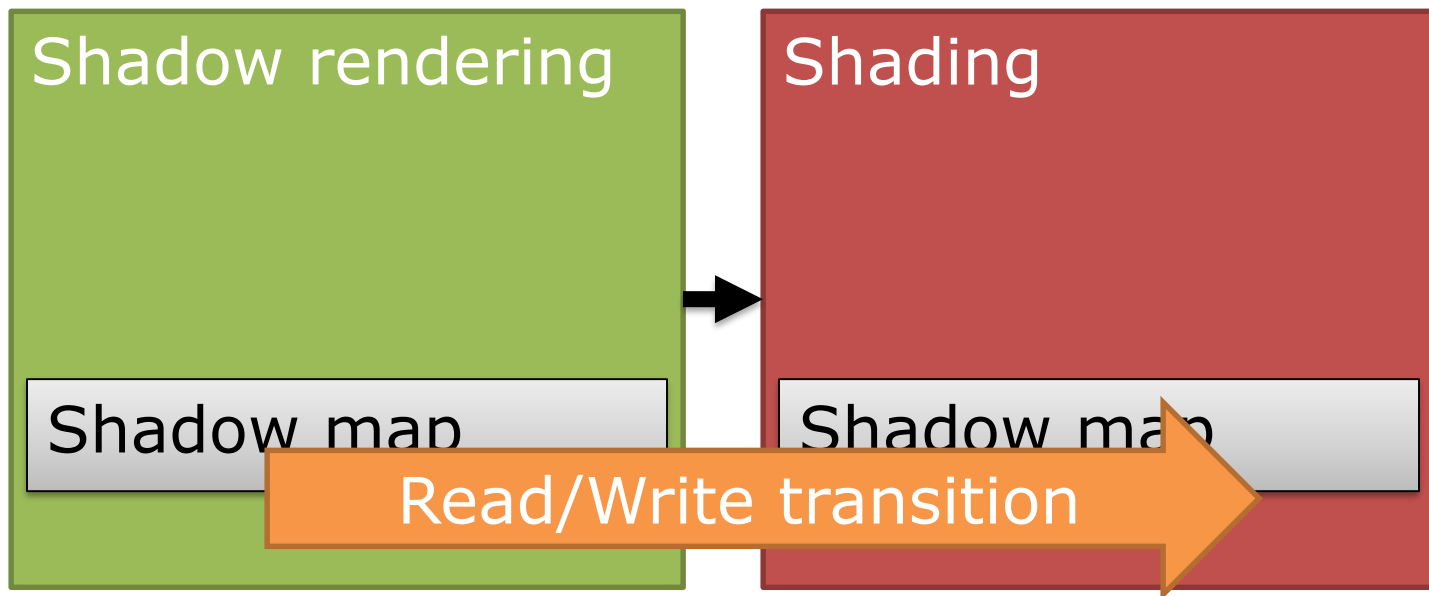 Shadow rendering
Shading
Shadow map
Shadow map
Read/Write transition